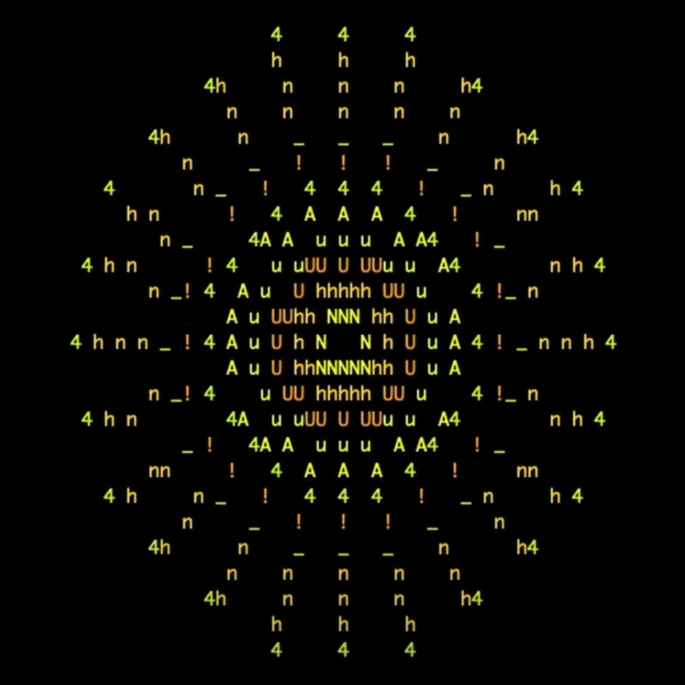 4 4 4
h h h
4h n n n h4
n n n n n
4h n _ _ _ n h4
n _ ! ! ! _ n
4 n _ ! 4 4 4 ! _ n h 4
h n ! 4 A A A 4 ! nn
n _ 4A A u u u A A4 ! _
4 h n ! 4 u uUU U UUu u A4 n h 4
n _! 4 A u U hhhhh UU u 4 !_ n
A u UUhh NNN hh U u A
4 h n n _ ! 4 A u U h N N h U u A 4 ! _ n n h 4
A u U hhNNNNNhh U u A
n _! 4 u UU hhhhh UU u 4 !_ n
4 h n 4A u uUU U UUu u A4 n h 4
_ ! 4A A u u u A A4 ! _
nn ! 4 A A A 4 ! nn
4 h n _ ! 4 4 4 ! _ n h 4
n _ ! ! ! _ n
4h n _ _ _ n h4
n n n n n
4h n n n h4
h h h
4 4 4